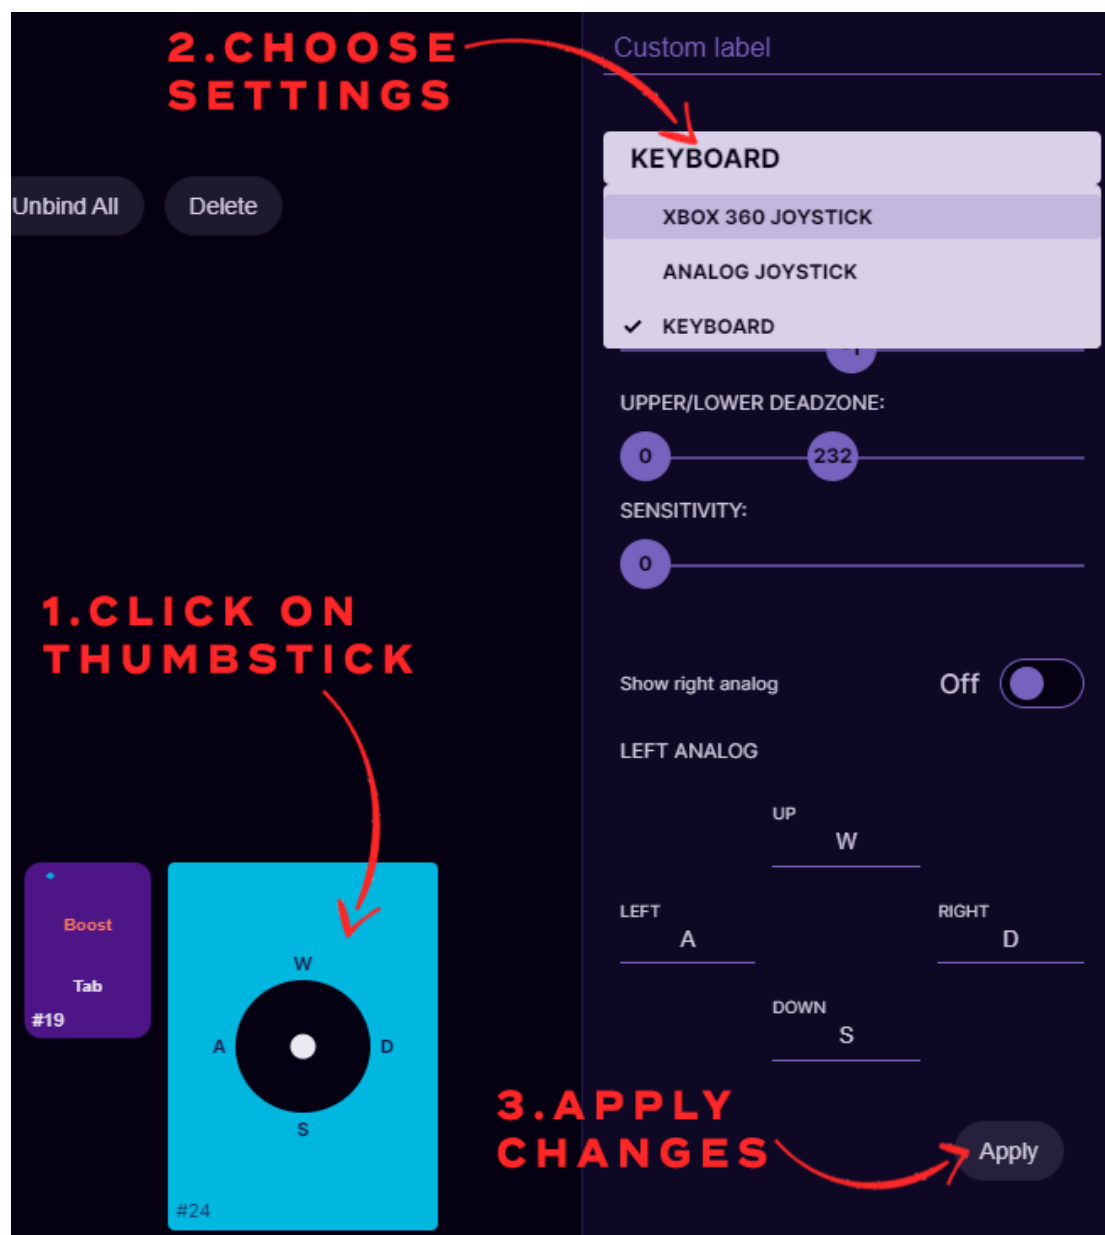 2.CHOOSE
SETTINGS
Custom label
KEYBOARD
Unbind All
Delete
XBOX 360 JOYSTICK
ANALOG JOYSTICK
KEYBOARD
UPPER/LOWER DEADZONE:
0
232
SENSITIVITY:
0
1.CLICK ON
THUMBSTICK
Show right analog
Off
LEFT ANALOG
UP
W
LEFT
A
RIGHT
D
DOWN
S
Boost
Tab
#19
W
A
D
S
#24
3.APPLY
CHANGES
Apply